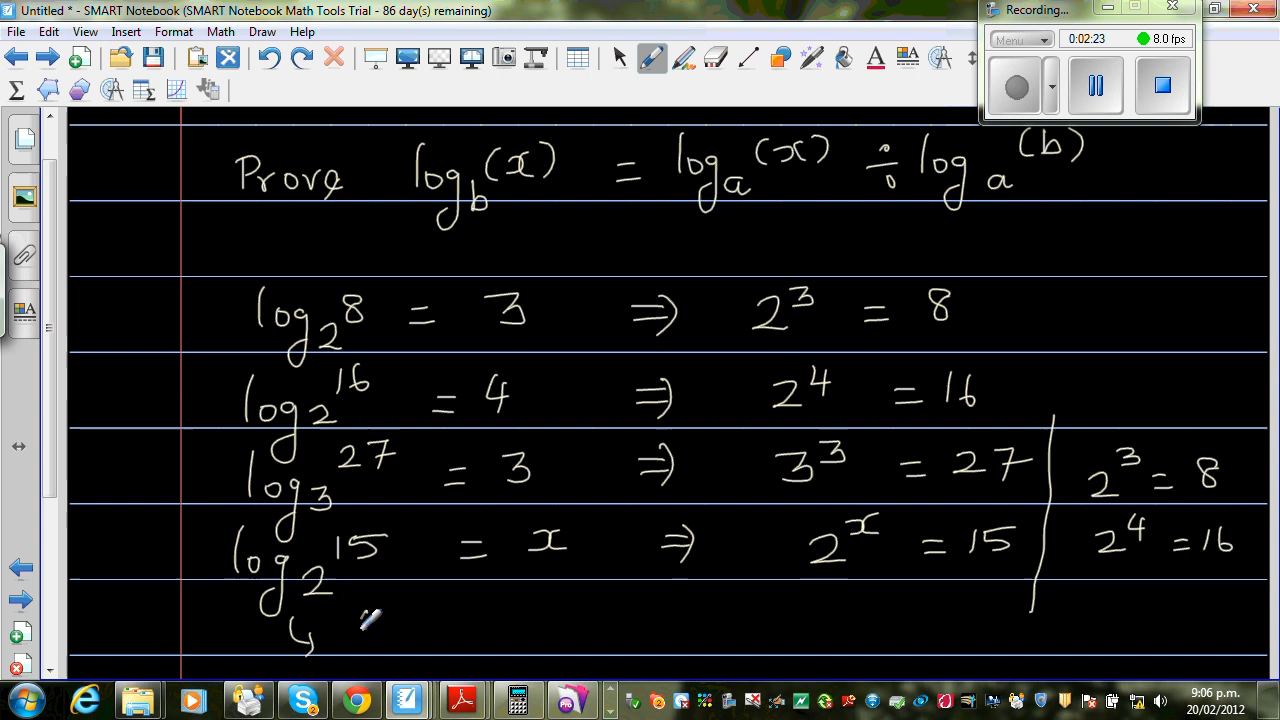 Untitled * - SMART Notebook (SMART Notebook Math Tools Trial - 86 day(s) remaining)
Recording...
File Edit View Insert Format Math Draw Help
Menu
0:02:23
8.0 fps
Prove log_b (x) = log_a (x) ÷ log_a (b)
log_2 8 = 3 ⇒ 2^3 = 8
log_2 16 = 4 ⇒ 2^4 = 16
log_3 27 = 3 ⇒ 3^3 = 27
2^3 = 8
log_2 15 = x ⇒ 2^x = 15
2^4 = 16
9:06 p.m.
20/02/2012